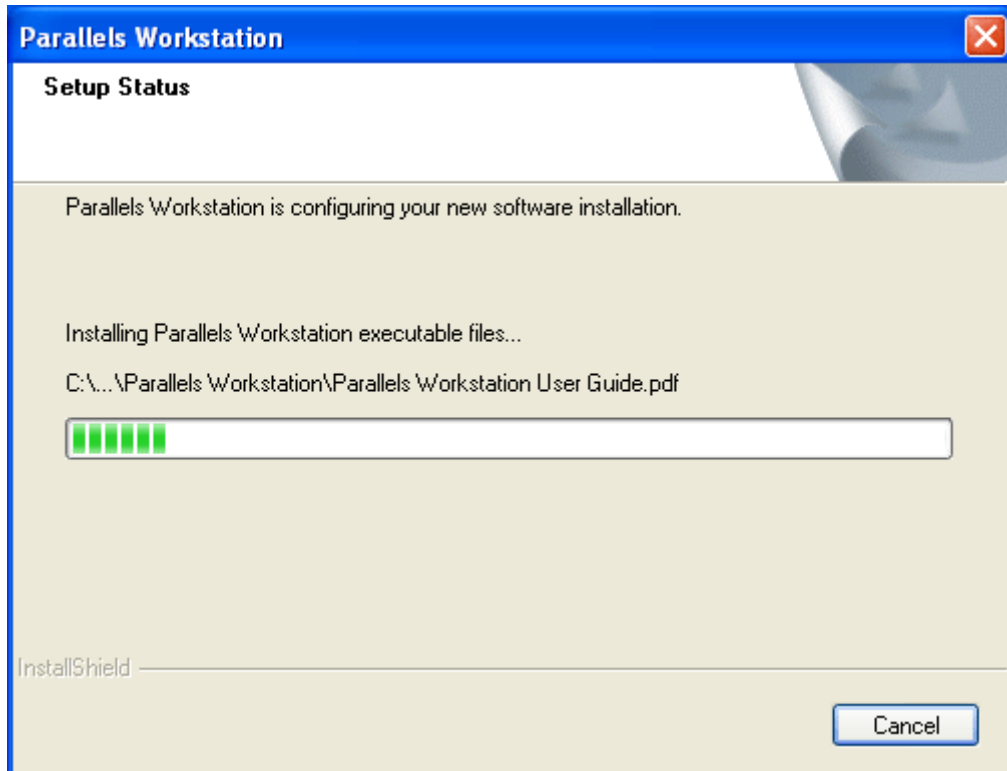 Parallels Workstation
Setup Status
Parallels Workstation is configuring your new software installation.
Installing Parallels Workstation executable files...
C:\...\Parallels Workstation\Parallels Workstation User Guide.pdf
InstallShield
Cancel